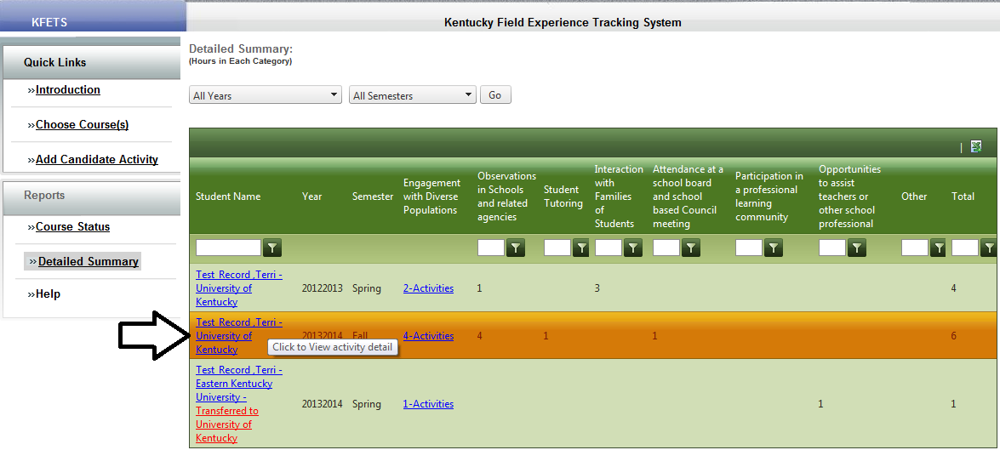 KFETS
Kentucky Field Experience Tracking System
Quick Links
»Introduction
»Choose Course(s)
»Add Candidate Activity
Reports
»Course Status
»Detailed Summary
»Help
Detailed Summary:
(Hours in Each Category)
All Years
All Semesters
Go
|
Student Name
Year
Semester
Engagement
with Diverse
Populations
Observations
in Schools
and related
agencies
Student
Tutoring
Interaction
with
Families
of
Students
Attendance at a
school board
and school
based Council
meeting
Participation in
a professional
learning
community
Opportunities
to assist
teachers or
other school
professional
Other
Total
Test Record ,Terri -
University of
Kentucky
20122013
Spring
2-Activities
1
3
4
Test Record ,Terri -
University of
Kentucky
20132014
Fall
4-Activities
4
1
1
6
Click to View activity detail
Test Record ,Terri -
Eastern Kentucky
University -
Transferred to
University of
Kentucky
20132014
Spring
1-Activities
1
1